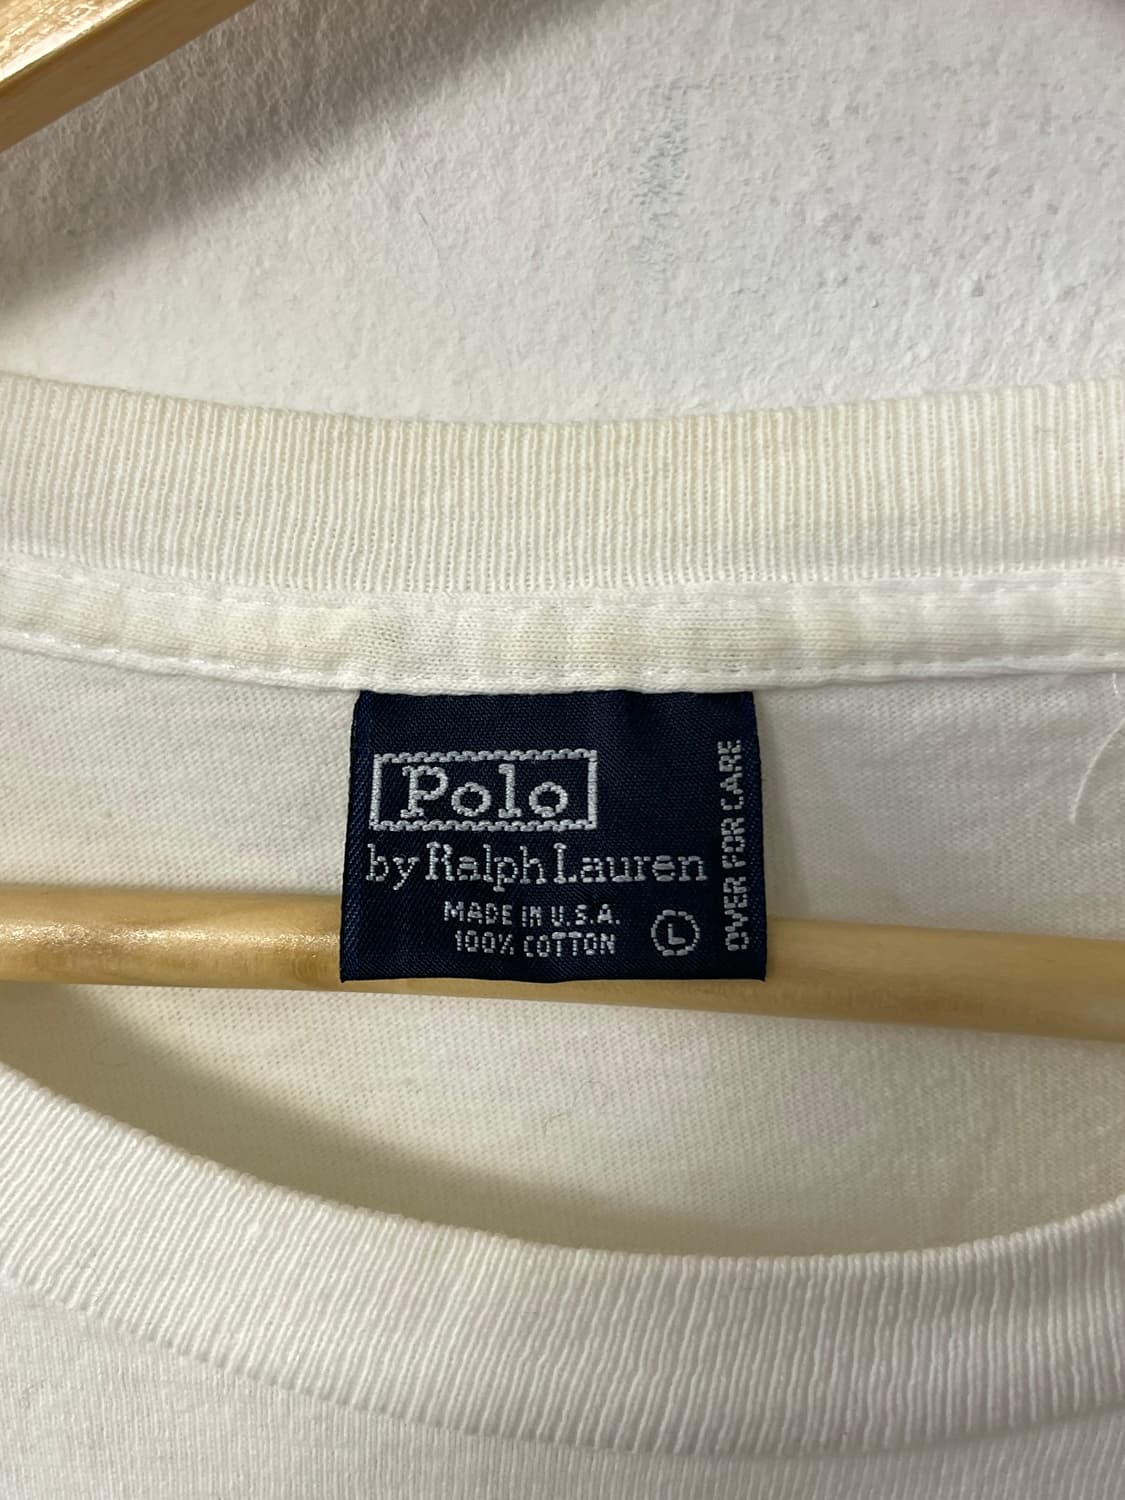 Polo
by Ralph Lauren
MADE IN U.S.A.
100% COTTON
L
OVER FOR CARE